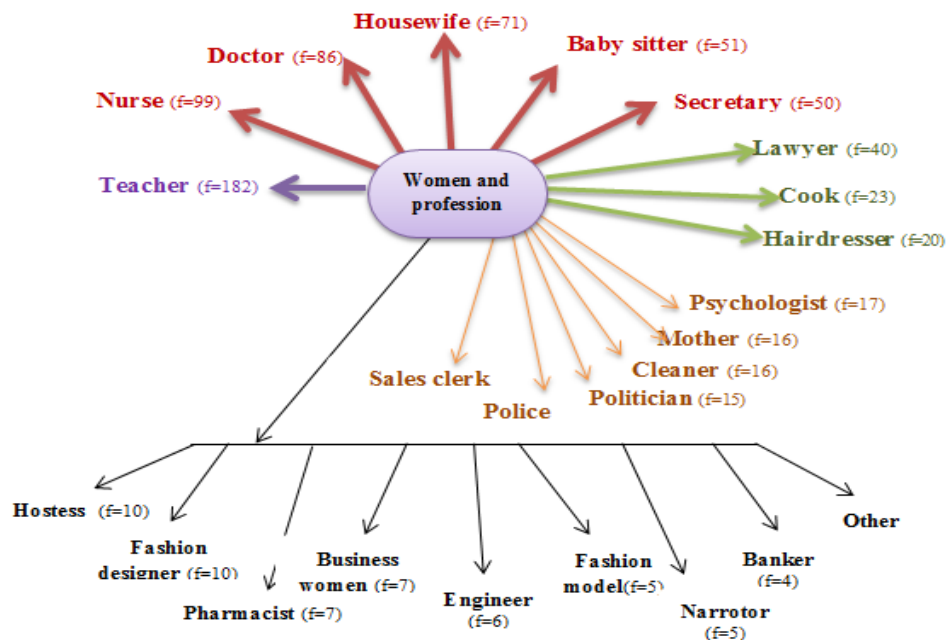 Housewife (f=71)
Baby sitter (f=51)
Doctor (f=86)
Nurse (f=99)
Secretary (f=50)
Lawyer (f=40)
Teacher (f=182)
Women and
profession
Cook (f=23)
Hairdresser (f=20)
Psychologist (f=17)
Mother (f=16)
Cleaner (f=16)
Sales clerk
Politician (f=15)
Police
Hostess (f=10)
Fashion
designer (f=10)
Pharmacist (f=7)
Business
women (f=7)
Engineer
(f=6)
Fashion
model(f=5)
Narrotor
(f=5)
Banker
(f=4)
Other